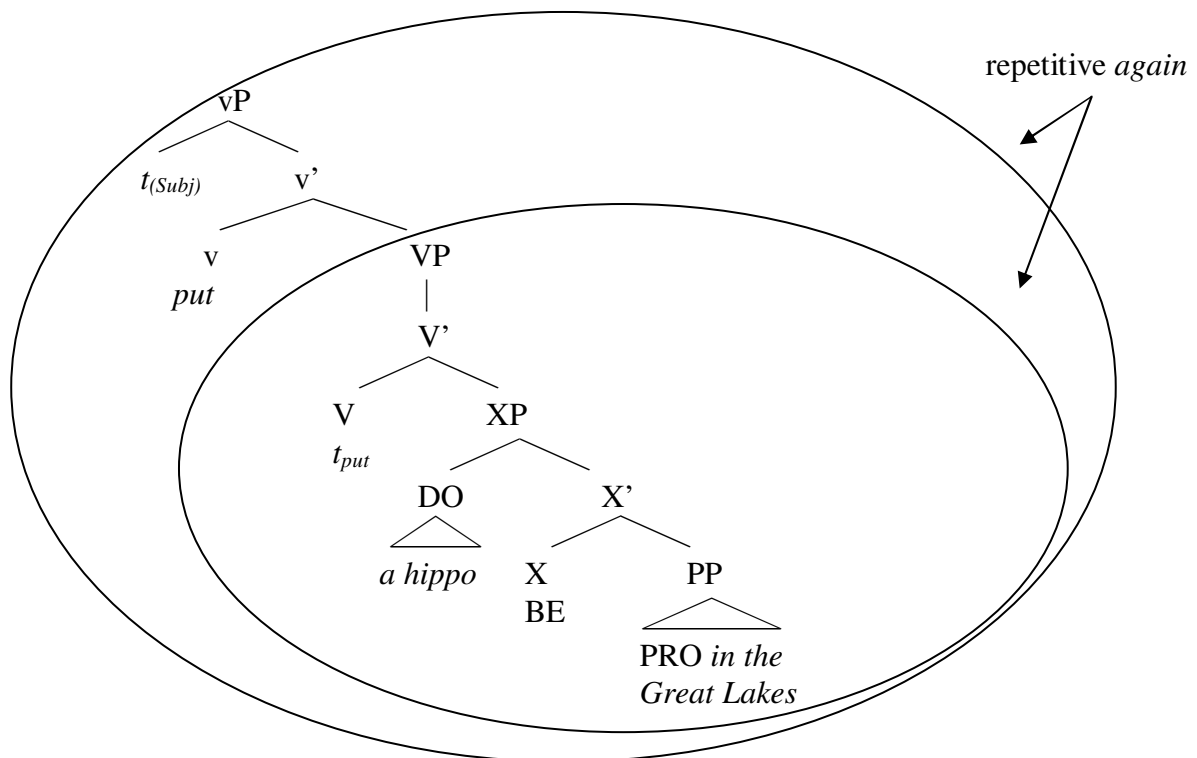 repetitive again
vP
t(Subj) v’
v VP
put
V’
V XP
tput
DO X’
a hippo X PP
BE
PRO in the
Great Lakes